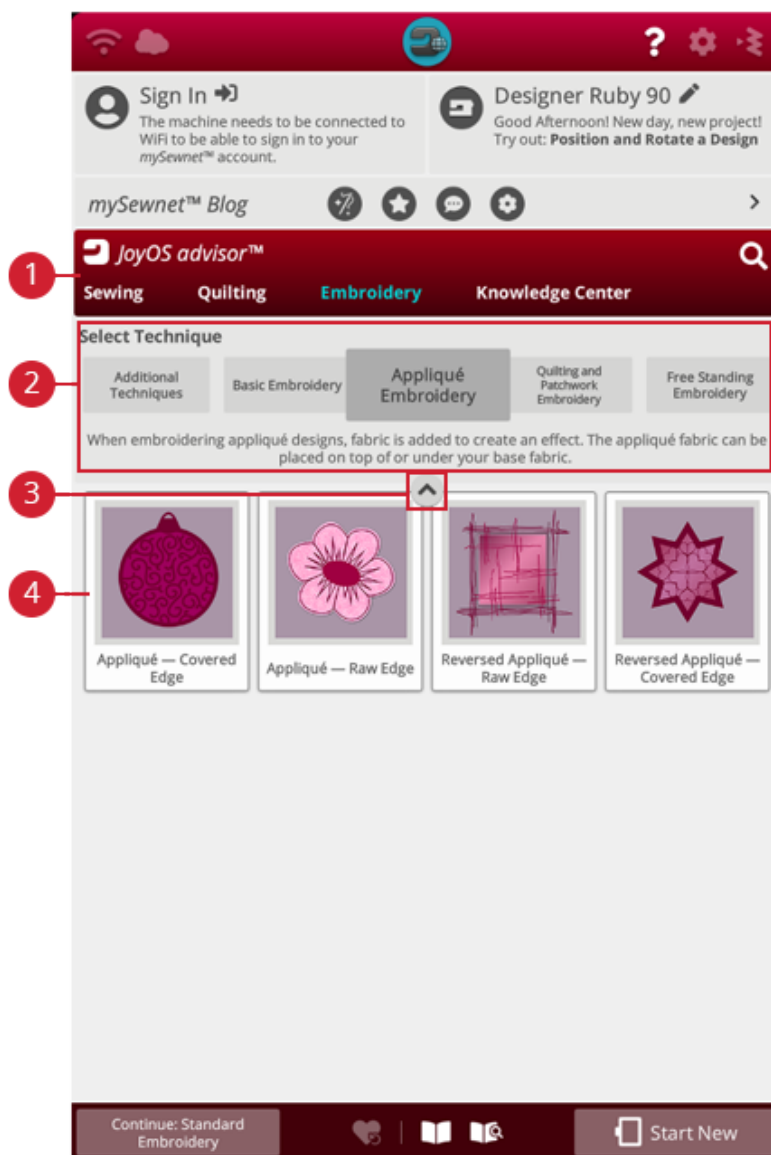 ?
Sign In
The machine needs to be connected to
WiFi to be able to sign in to your
mySewnet™ account.
Designer Ruby 90
Good Afternoon! New day, new project!
Try out: Position and Rotate a Design
mySewnet™ Blog
1
JoyOS advisor™
Sewing Quilting Embroidery Knowledge Center
2
Select Technique
Additional
Techniques
Basic Embroidery
Appliqué
Embroidery
Quilting and
Patchwork
Embroidery
Free Standing
Embroidery
When embroidering appliqué designs, fabric is added to create an effect. The appliqué fabric can be
placed on top of or under your base fabric.
3
4
Appliqué — Covered
Edge
Appliqué — Raw Edge
Reversed Appliqué —
Raw Edge
Reversed Appliqué —
Covered Edge
Continue: Standard
Embroidery
Start New